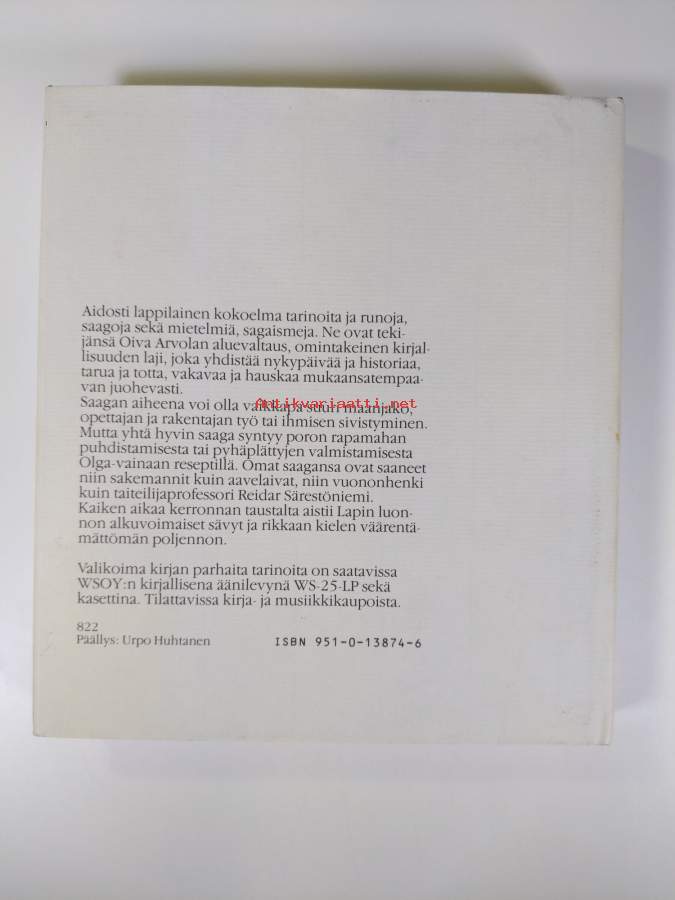 Aidosti lappilainen kokoelma tarinoita ja runoja,
saagoja sekä mietelmiä, sagaismeja. Ne ovat teki-
jänsä Oiva Arvolan aluevaltaus, omintakeinen kirjal-
lisuuden laji, joka yhdistää nykypäivää ja historiaa,
tarua ja totta, vakavaa ja hauskaa mukaansatempaa-
van juohevasti.
Antikvariaatti.net
Saagan aiheena voi olla vaikkapa suuri maanjako,
opettajan ja rakentajan työ tai ihmisen sivistyminen.
Mutta yhtä hyvin saaga syntyy poron rapamahan
puhdistamisesta tai pyhäplättyjen valmistamisesta
Olga-vainaan reseptillä. Omat saagansa ovat saaneet
niin sakemannit kuin aavelaivat, niin vuononhenki
kuin taiteilijaprofessori Reidar Särestöniemi.
Kaiken aikaa kerronnan taustalta aistii Lapin luon-
non alkuvoimaiset sävyt ja rikkaan kielen väärentä-
mättömän poljennon.
Valikoima kirjan parhaita tarinoita on saatavissa
WSOY:n kirjallisena äänilevynä WS-25-LP sekä
kasettina. Tilattavissa kirja- ja musiikkikaupoista.
822
Päällys: Urpo Huhtanen
ISBN 951-0-13874-6